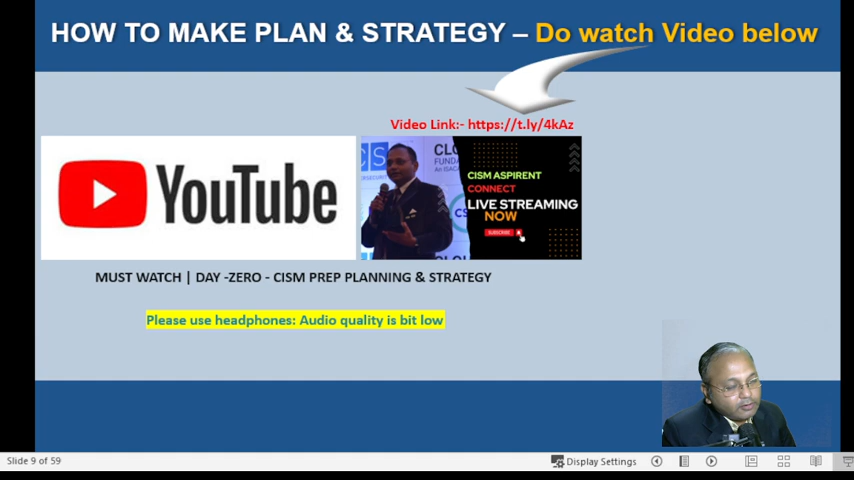 HOW TO MAKE PLAN & STRATEGY – Do watch Video below
Video Link:- https://t.ly/4kAz
YouTube
CISM ASPIRENT
CONNECT
LIVE STREAMING
NOW
SUBSCRIBE
MUST WATCH | DAY -ZERO - CISM PREP PLANNING & STRATEGY
Please use headphones: Audio quality is bit low
Slide 9 of 59
Display Settings